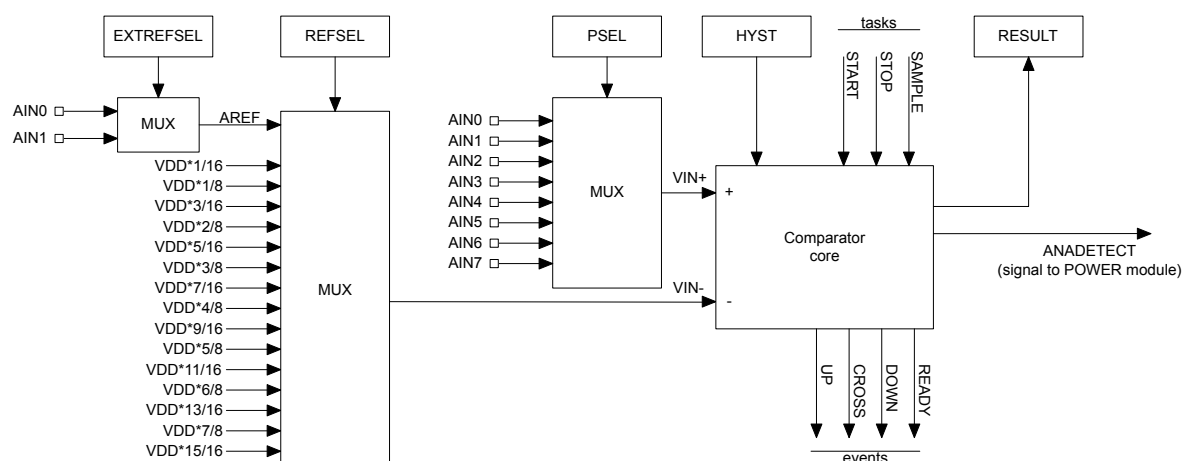 EXTREFSEL
REFSEL
PSEL
HYST
tasks
START
STOP
SAMPLE
RESULT
AIN0
AIN1
MUX
AREF
VDD*1/16
VDD*1/8
VDD*3/16
VDD*2/8
VDD*5/16
VDD*3/8
VDD*7/16
VDD*4/8
VDD*9/16
VDD*5/8
VDD*11/16
VDD*6/8
VDD*13/16
VDD*7/8
VDD*15/16
MUX
AIN0
AIN1
AIN2
AIN3
AIN4
AIN5
AIN6
AIN7
MUX
VIN+
VIN-
+
-
Comparator
core
ANADETECT
(signal to POWER module)
UP
CROSS
DOWN
READY
events